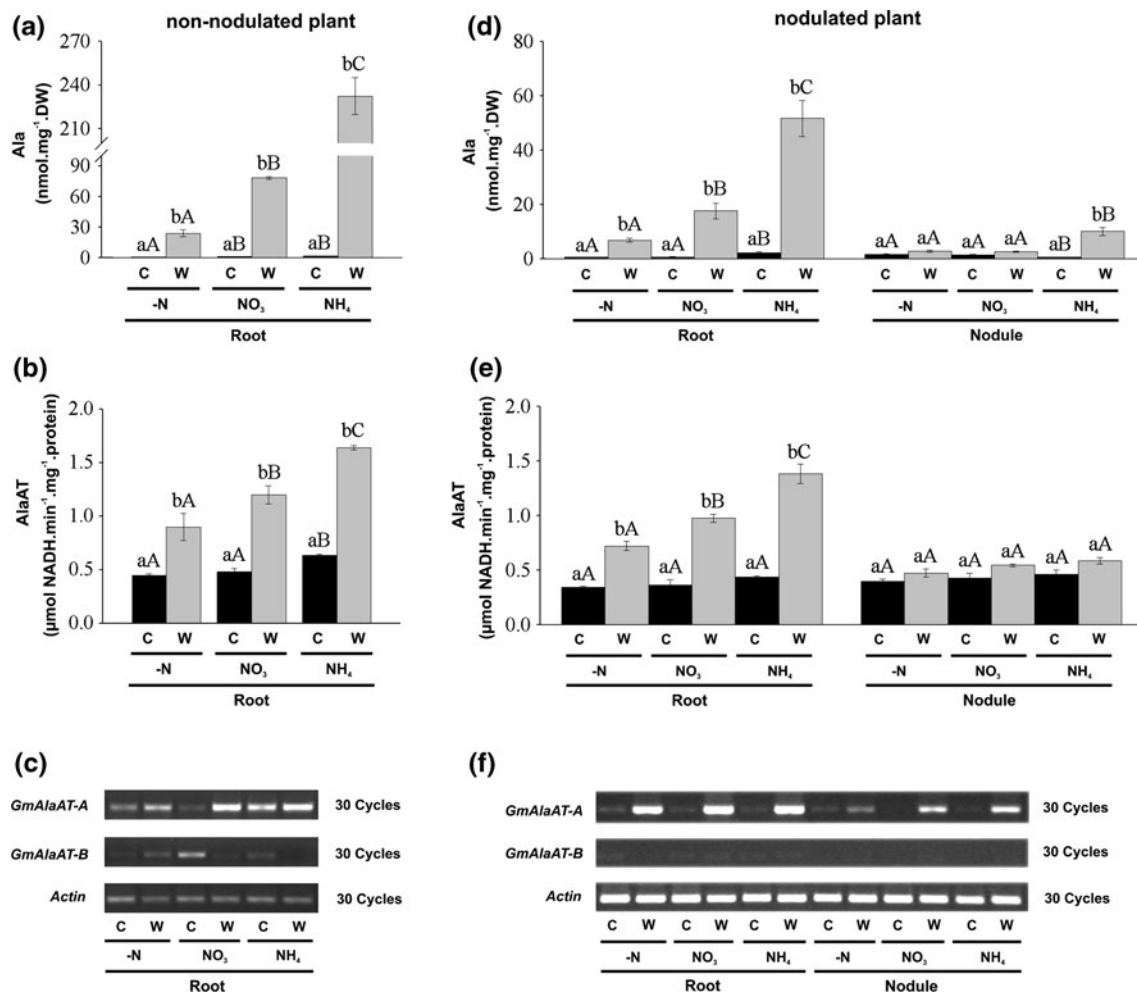 non-nodulated plant
(a)
270
240
210
90
60
30
0
Ala
(nmol.mg⁻¹.DW)
aA bA aB bB aB bC
C W C W C W
-N NO₃ NH₄
Root
(b)
2.0
1.5
1.0
0.5
0.0
AlaAT
(µmol NADH.min⁻¹.mg⁻¹.protein)
aA bA aA bB aB bC
C W C W C W
-N NO₃ NH₄
Root
(c)
GmAlaAT-A 30 Cycles
GmAlaAT-B 30 Cycles
Actin 30 Cycles
C W C W C W
-N NO₃ NH₄
Root
nodulated plant
(d)
80
60
40
20
0
Ala
(nmol.mg⁻¹.DW)
aA bA aA bB aB bC aA aA aA aA aB bB
C W C W C W C W C W C W
-N NO₃ NH₄ -N NO₃ NH₄
Root Nodule
(e)
2.0
1.5
1.0
0.5
0.0
AlaAT
(µmol NADH.min⁻¹.mg⁻¹.protein)
aA bA aA bB aA bC aA aA aA aA aA aA
C W C W C W C W C W C W
-N NO₃ NH₄ -N NO₃ NH₄
Root Nodule
(f)
GmAlaAT-A 30 Cycles
GmAlaAT-B 30 Cycles
Actin 30 Cycles
C W C W C W C W C W C W
-N NO₃ NH₄ -N NO₃ NH₄
Root Nodule